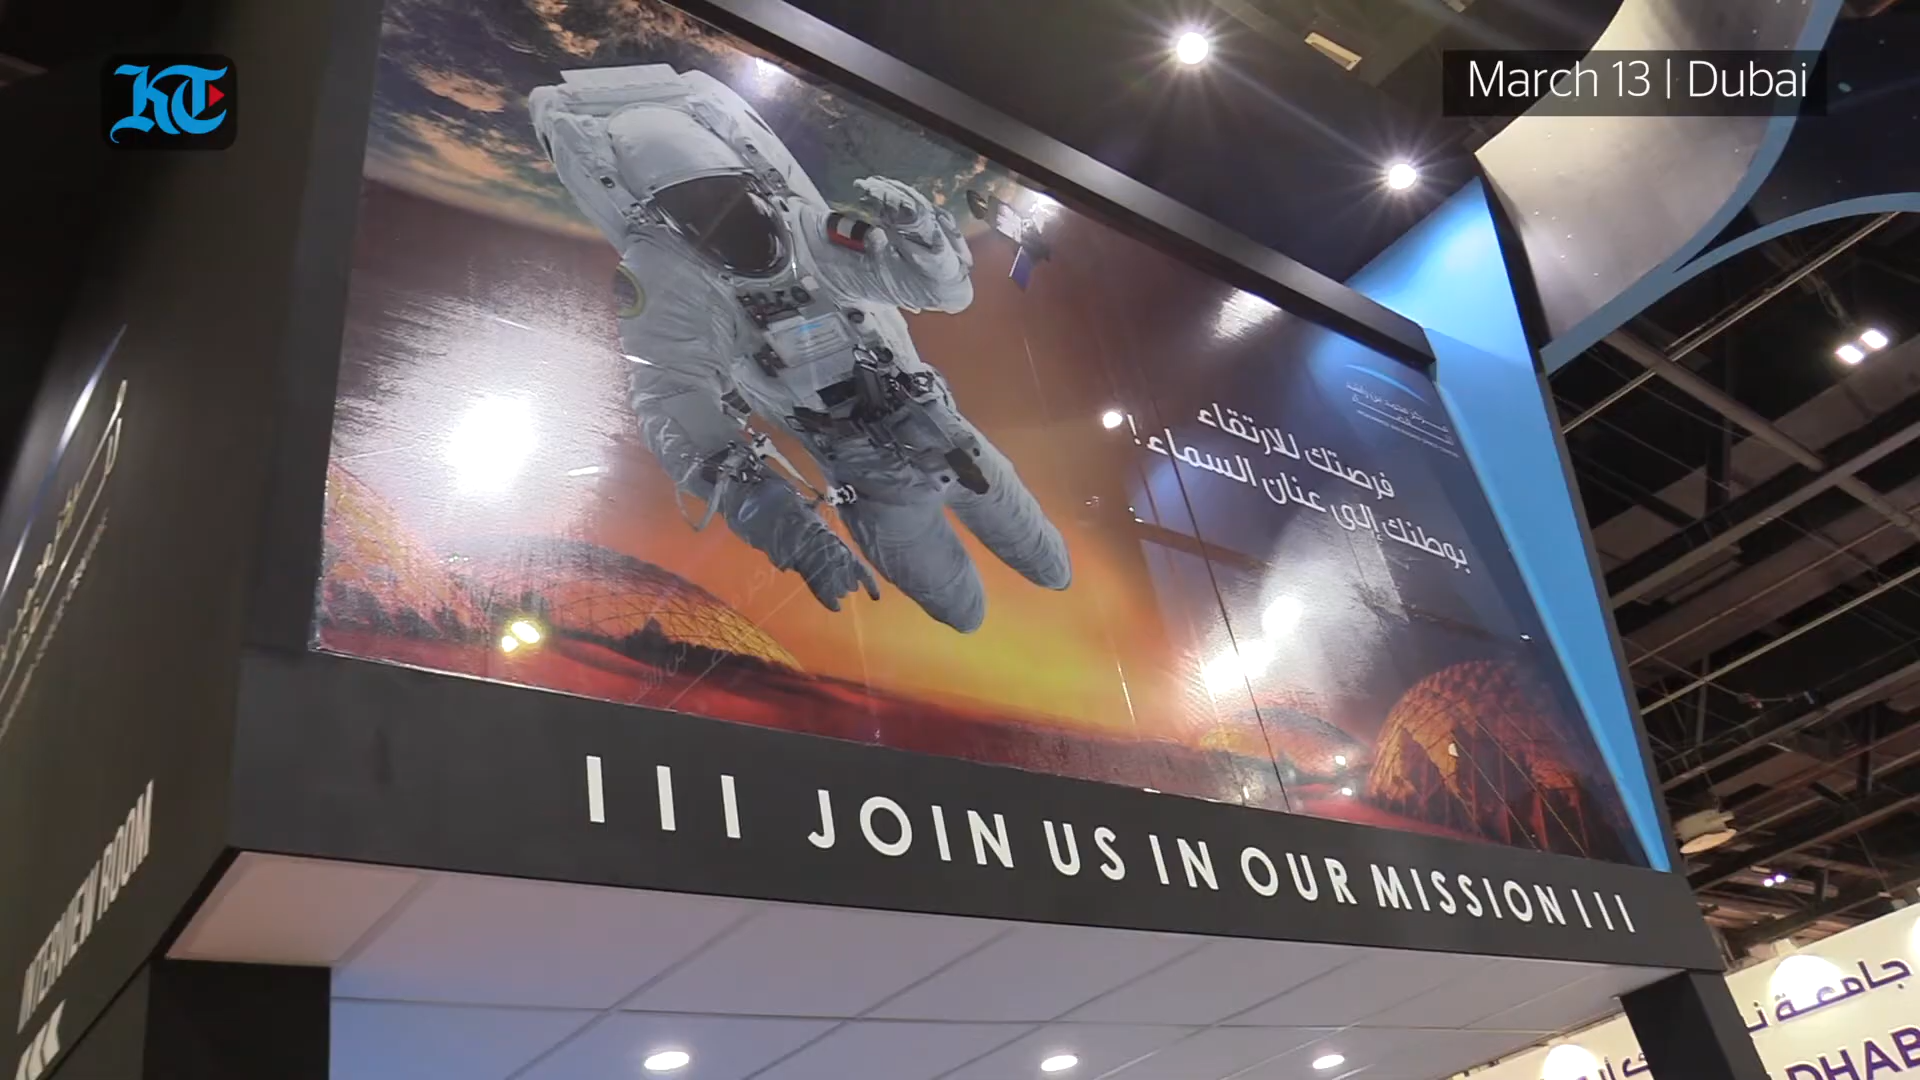 KT
March 13 | Dubai
فرصتك للارتقاء
بوطنك إلى عنان السماء!
III JOIN US IN OUR MISSION III
INTERVIEW ROOM
جامعة
DHAB